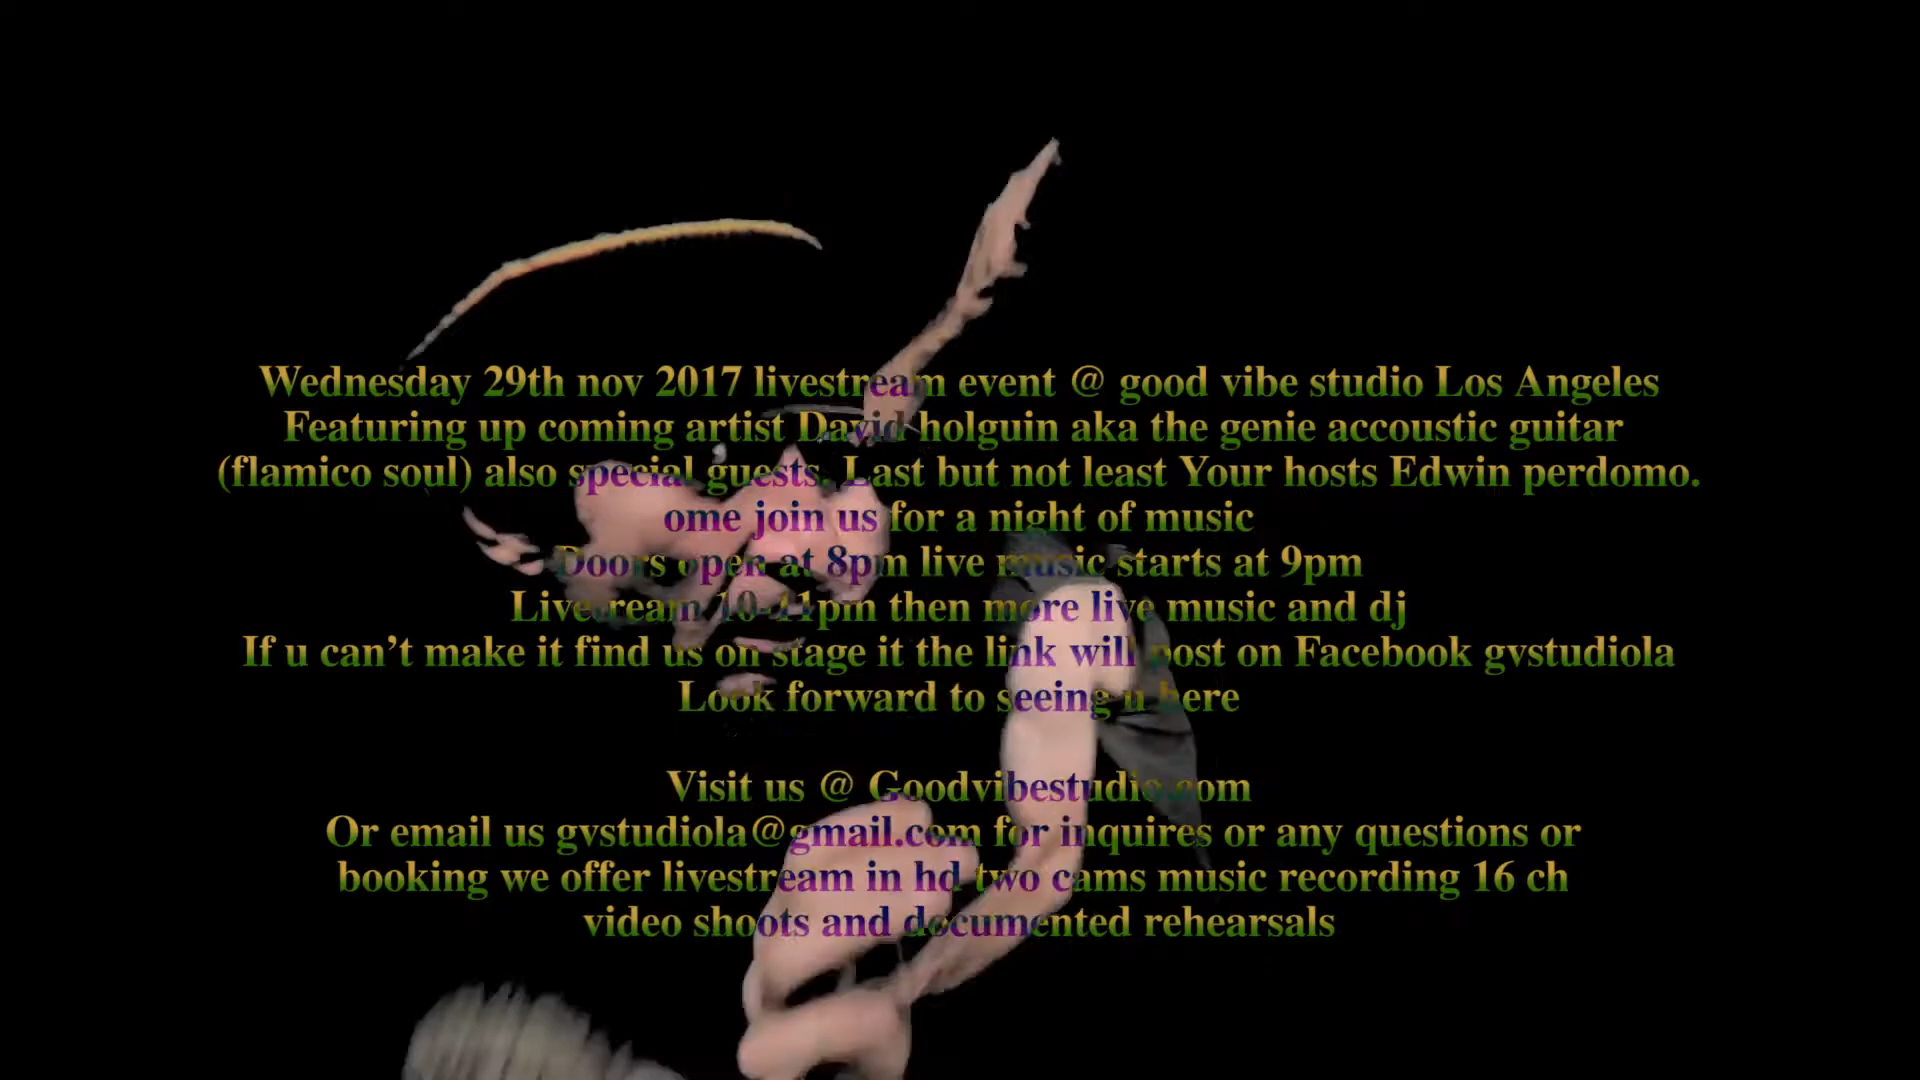 Wednesday 29th nov 2017 livestream event @ good vibe studio Los Angeles
Featuring up coming artist David holguin aka the genie accoustic guitar
(flamico soul) also special guests. Last but not least Your hosts Edwin perdomo.
ome join us for a night of music
Doors open at 8pm live music starts at 9pm
Livestream 10-11pm then more live music and dj
If u can’t make it find us on stage it the link will post on Facebook gvstudiola
Look forward to seeing u here
Visit us @ Goodvibestudio.com
Or email us gvstudiola@gmail.com for inquires or any questions or
booking we offer livestream in hd two cams music recording 16 ch
video shoots and documented rehearsals